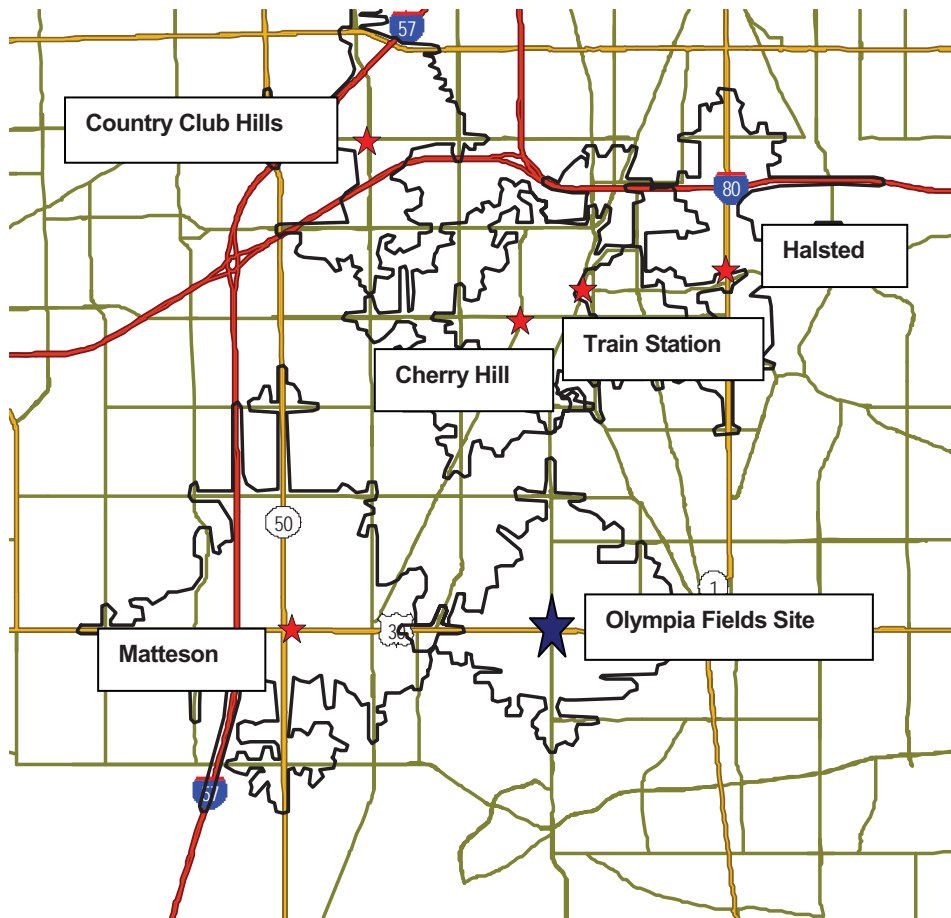 57
Country Club Hills
80
Halsted
Train Station
Cherry Hill
50
1
30
Olympia Fields Site
Matteson
57